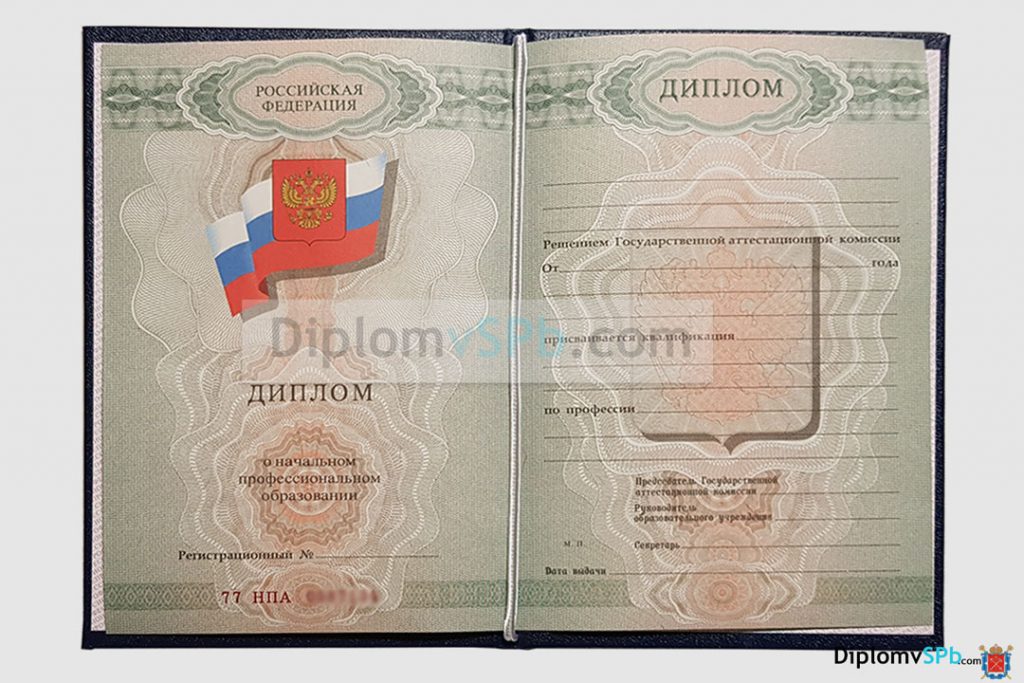 РОССИЙСКАЯ
ФЕДЕРАЦИЯ
ДИПЛОМ
о начальном
профессиональном
образовании
Регистрационный №
77 НПА
ДИПЛОМ
Решением Государственной аттестационной комиссии
От года
присваивается квалификация
по профессии
Председатель Государственной
аттестационной комиссии
Руководитель
образовательного учреждения
М П
Секретарь
Дата выдачи
DiplomvSPb.com
DiplomvSPb.com